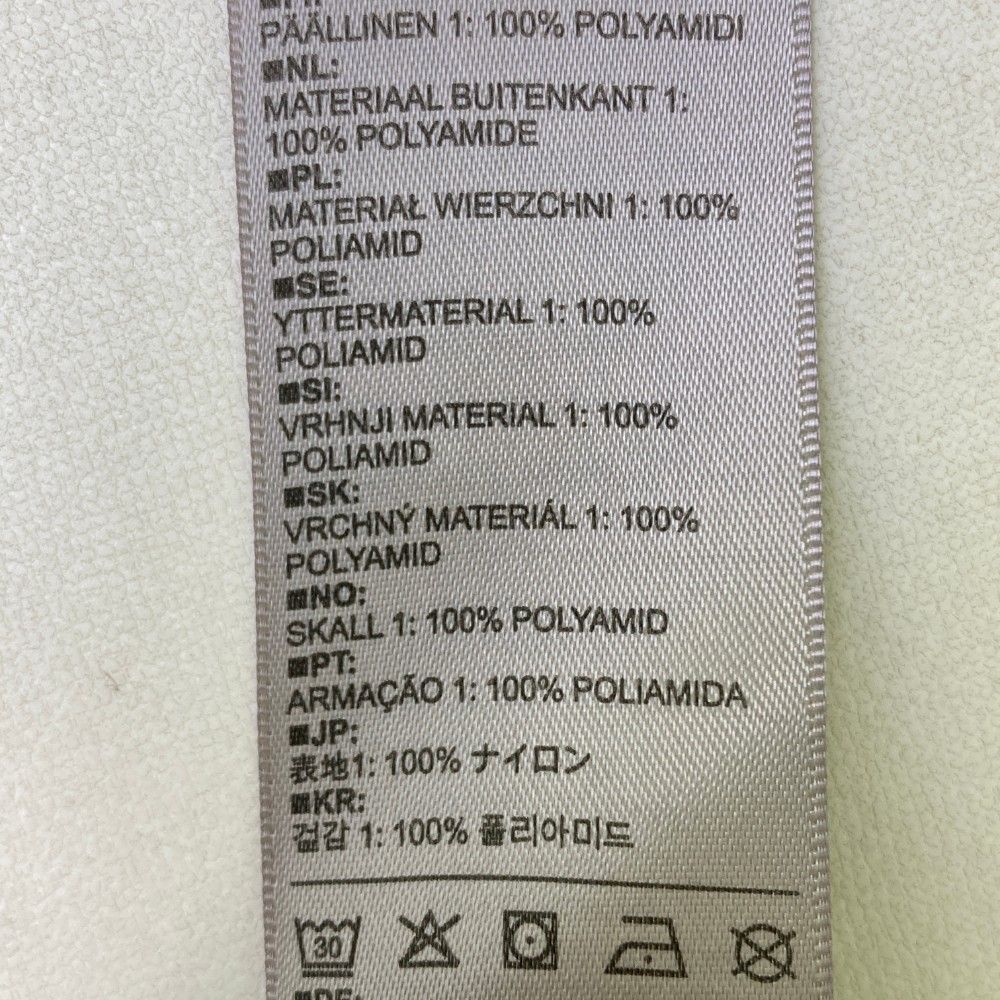 PÄÄLLINEN 1: 100% POLYAMIDI
NL:
MATERIAAL BUITENKANT 1:
100% POLYAMIDE
PL:
MATERIAŁ WIERZCHNI 1: 100%
POLIAMID
SE:
YTTERMATERIAL 1: 100%
POLIAMID
SI:
VRHNJI MATERIAL 1: 100%
POLIAMID
SK:
VRCHNÝ MATERIÁL 1: 100%
POLYAMID
NO:
SKALL 1: 100% POLYAMID
PT:
ARMAÇÃO 1: 100% POLIAMIDA
JP:
表地1: 100% ナイロン
KR:
겉감 1: 100% 폴리아미드
30